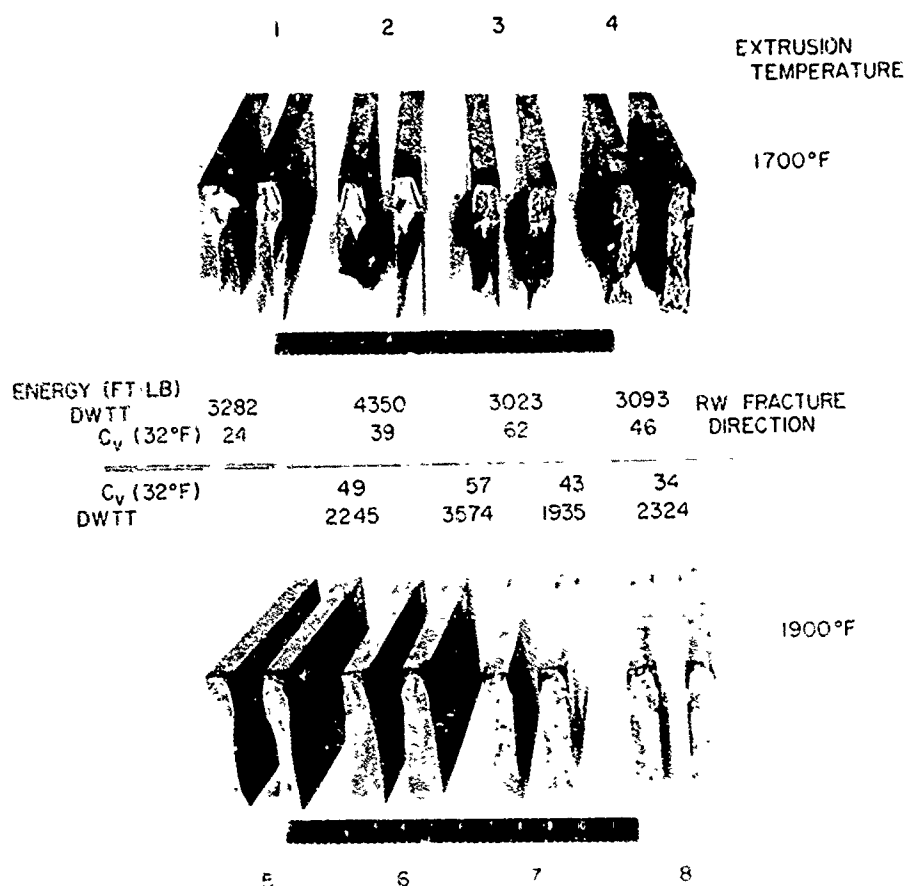 1 2 3 4
EXTRUSION
TEMPERATURE
1700°F
ENERGY (FT-LB)
DWTT 3282 4350 3023 3093 RW FRACTURE
Cv (32°F) 24 39 62 46 DIRECTION
Cv (32°F) 49 57 43 34
DWTT 2245 3574 1935 2324
1900°F
5 6 7 8